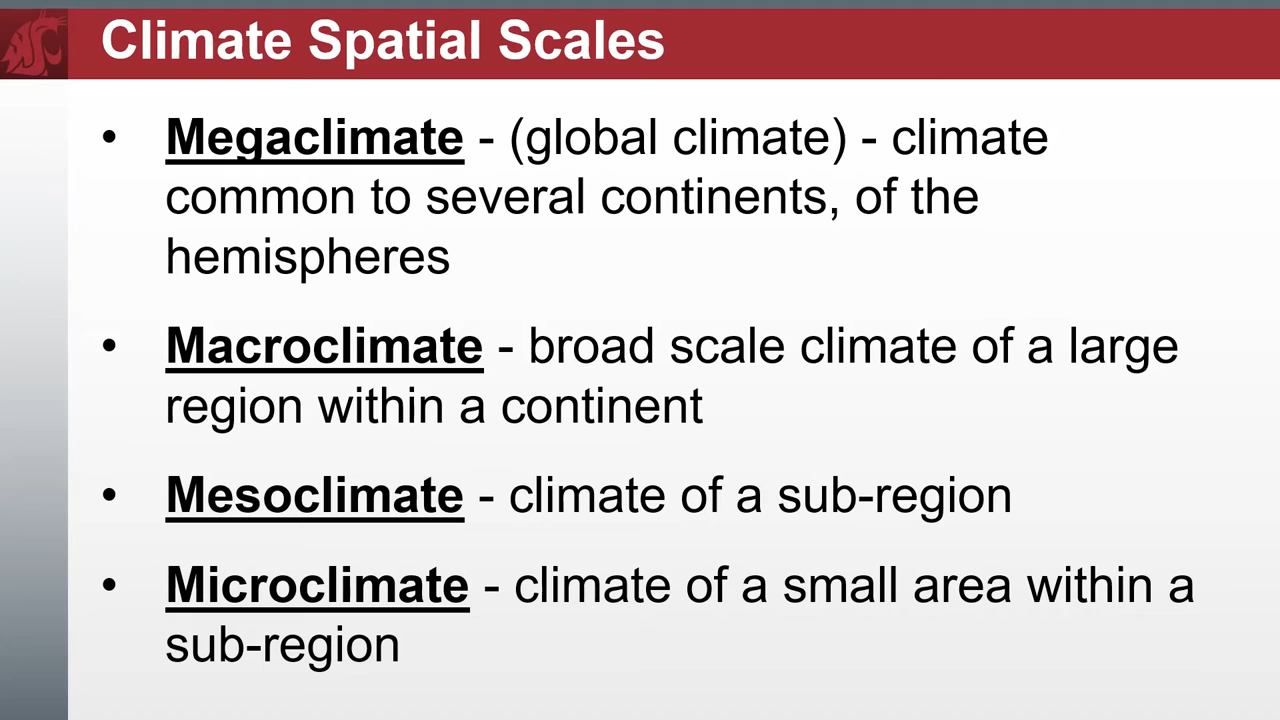 Climate Spatial Scales
• Megaclimate - (global climate) - climate
common to several continents, of the
hemispheres
• Macroclimate - broad scale climate of a large
region within a continent
• Mesoclimate - climate of a sub-region
• Microclimate - climate of a small area within a
sub-region